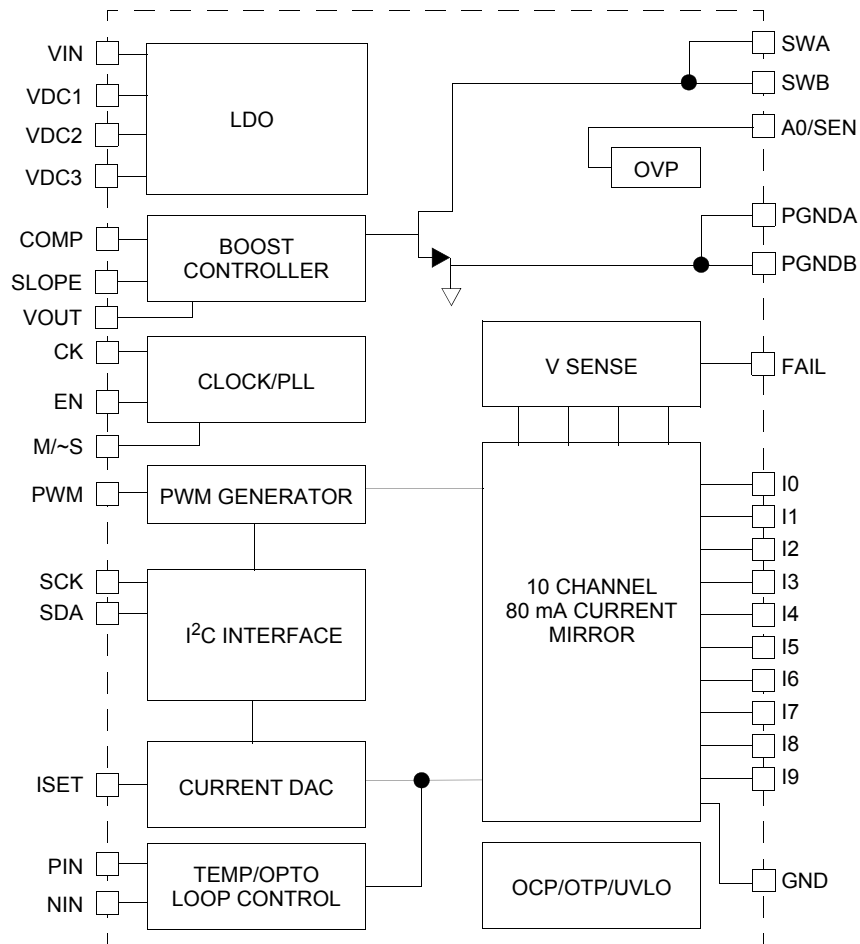 VIN
VDC1
VDC2
VDC3
LDO
COMP
SLOPE
VOUT
BOOST
CONTROLLER
CK
EN
M/~S
CLOCK/PLL
PWM
PWM GENERATOR
SCK
SDA
I²C INTERFACE
ISET
CURRENT DAC
PIN
NIN
TEMP/OPTO
LOOP CONTROL
SWA
SWB
A0/SEN
OVP
PGNDA
PGNDB
V SENSE
FAIL
10 CHANNEL
80 mA CURRENT
MIRROR
I0
I1
I2
I3
I4
I5
I6
I7
I8
I9
OCP/OTP/UVLO
GND